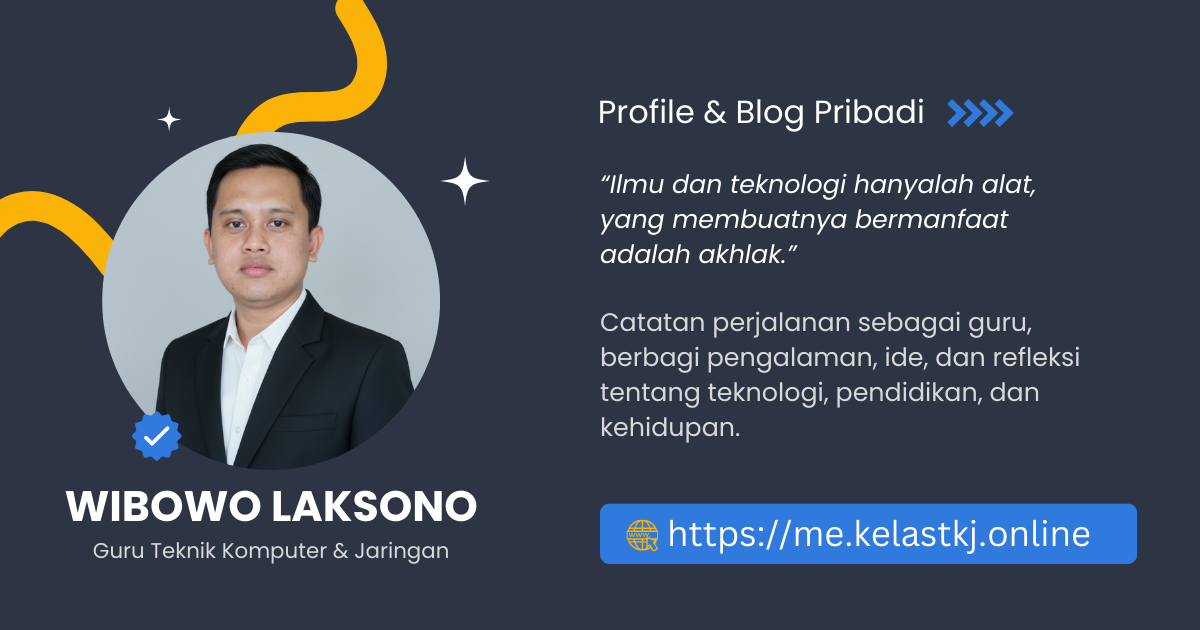 Profile & Blog Pribadi
“Ilmu dan teknologi hanyalah alat,
yang membuatnya bermanfaat
adalah akhlak.”
Catatan perjalanan sebagai guru,
berbagi pengalaman, ide, dan refleksi
tentang teknologi, pendidikan, dan
kehidupan.
WIBOWO LAKSONO
Guru Teknik Komputer & Jaringan
www.
https://me.kelastkj.online